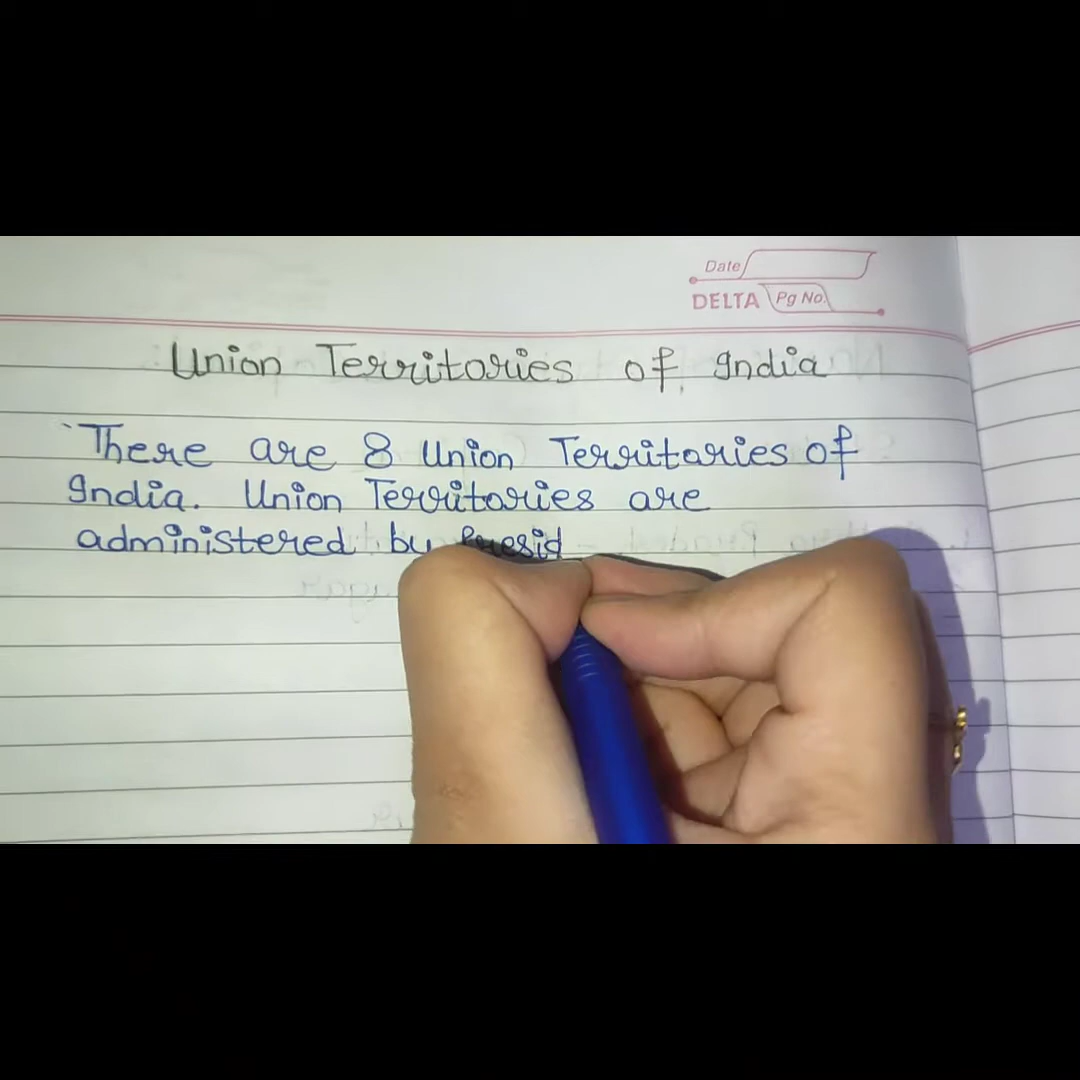 Date
DELTA Pg No.
Union Territories of India
There are 8 Union Territories of
India. Union Territories are
administered by Presid